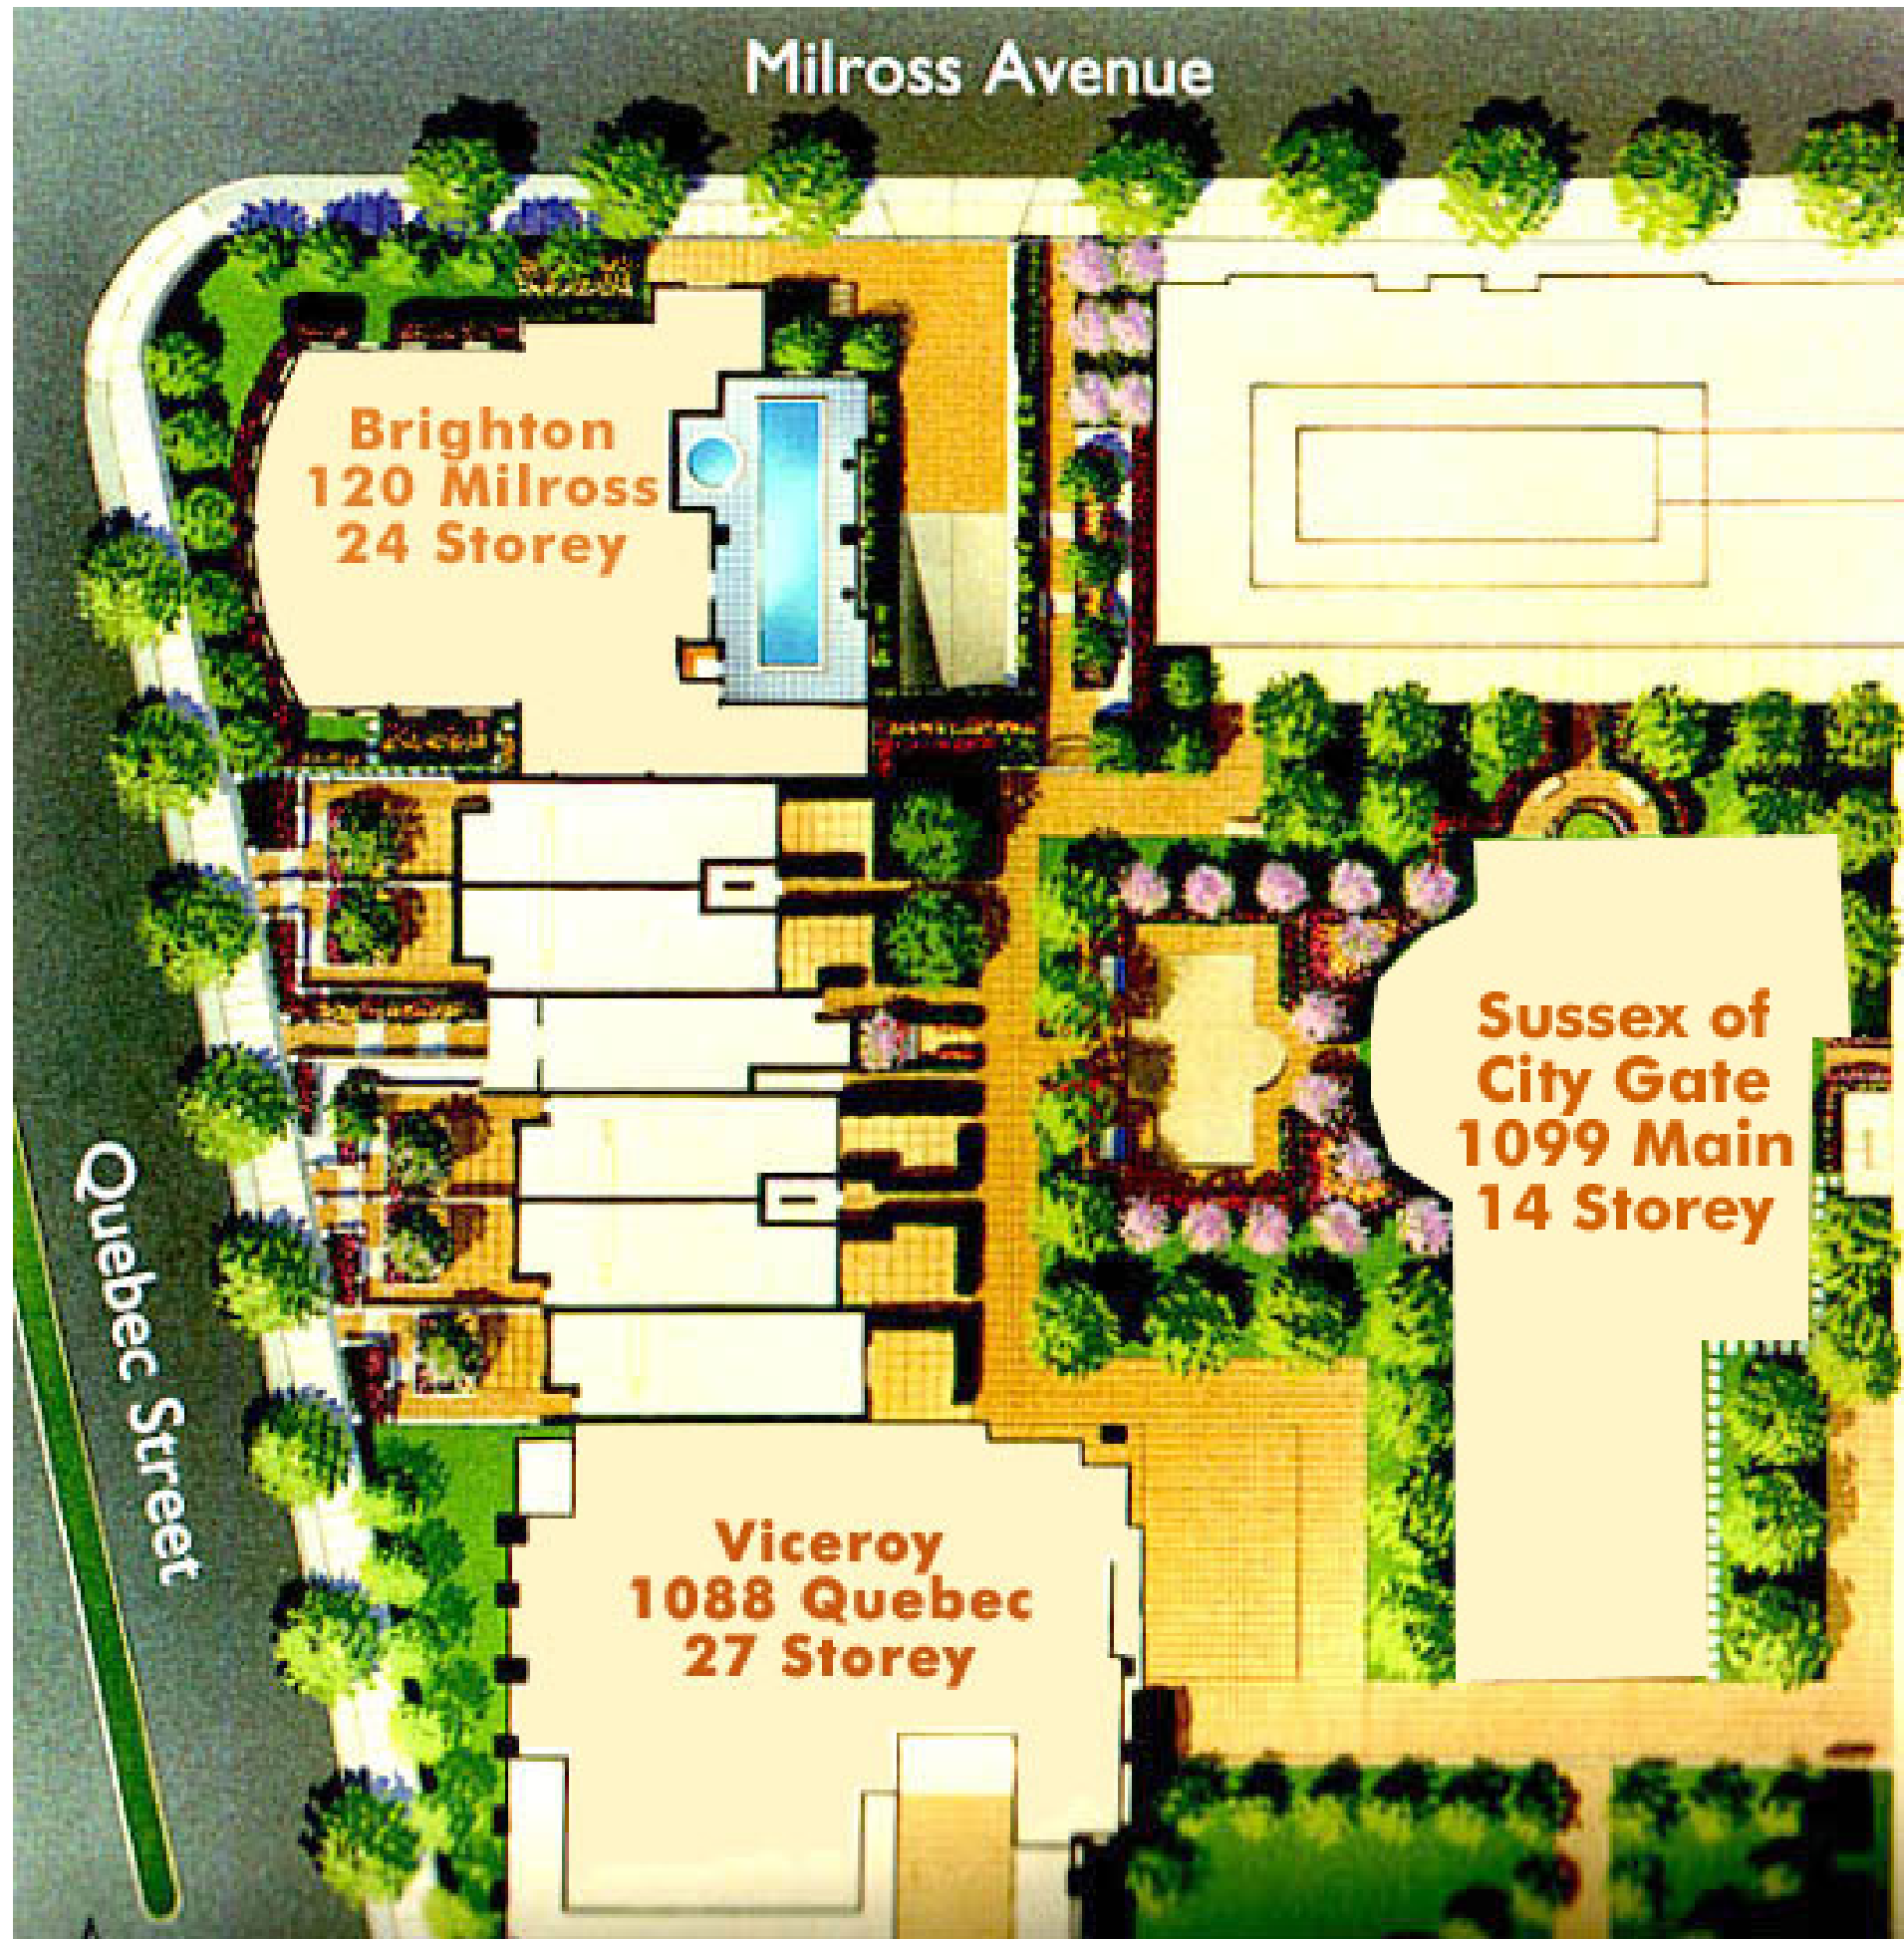 Milross Avenue
Brighton
120 Milross
24 Storey
Sussex of
City Gate
1099 Main
14 Storey
Quebec Street
Viceroy
1088 Quebec
27 Storey